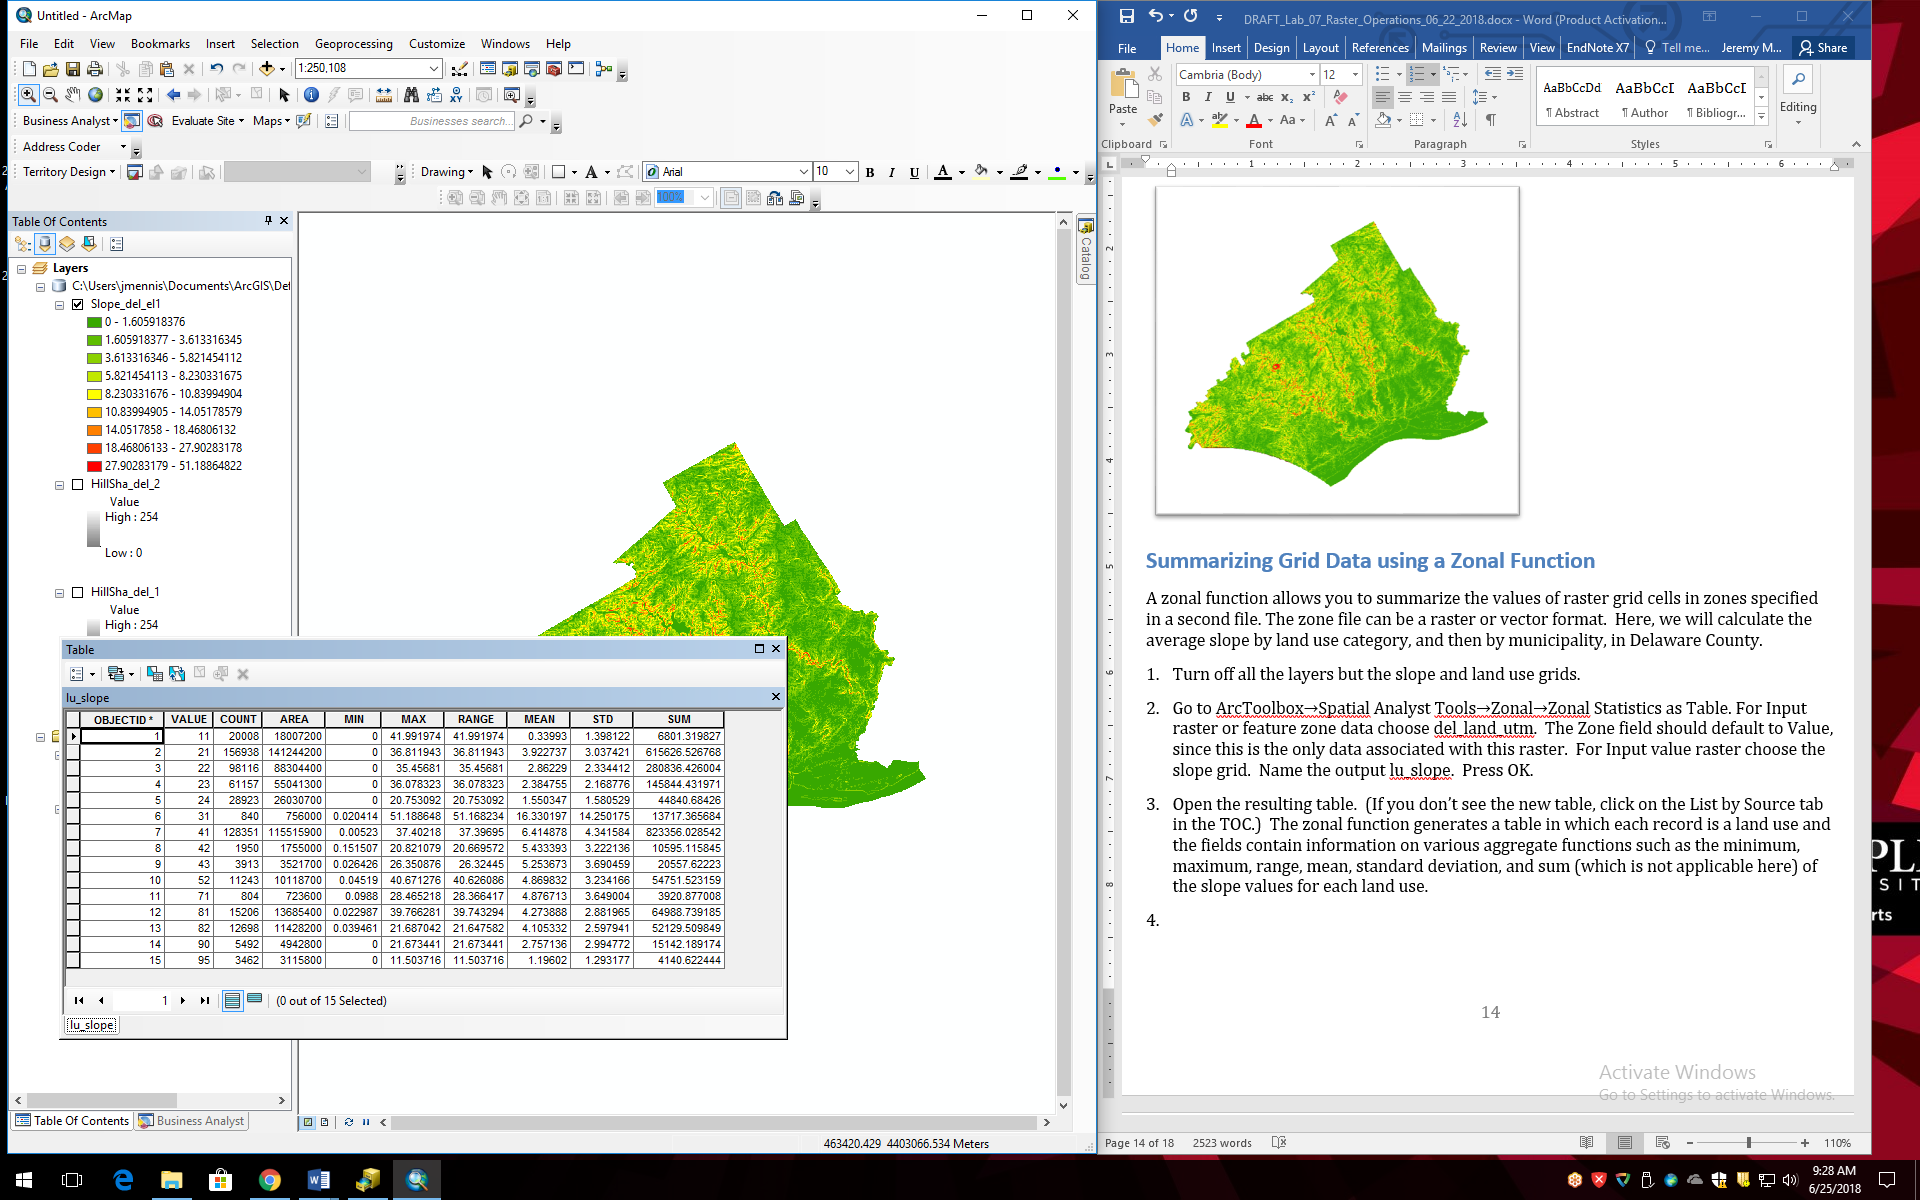 Untitled - ArcMap
File Edit View Bookmarks Insert Selection Geoprocessing Customize Windows Help
1:250,108
Business Analyst Evaluate Site Maps Businesses search...
Address Coder
Territory Design Drawing A Arial 10 B I U A
100%
Table Of Contents
Layers
C:\Users\jmennis\Documents\ArcGIS\Def
Slope_del_el1
0 - 1.605918376
1.605918377 - 3.613316345
3.613316346 - 5.821454112
5.821454113 - 8.230331675
8.230331676 - 10.83994904
10.83994905 - 14.05178579
14.0517858 - 18.46806132
18.46806133 - 27.90283178
27.90283179 - 51.18864822
HillSha_del_2
Value
High : 254
Low : 0
HillSha_del_1
Value
High : 254
Catalog
Table
lu_slope
OBJECTID * VALUE COUNT AREA MIN MAX RANGE MEAN STD SUM
1 11 20008 18007200 0 41.991974 41.991974 0.33993 1.398122 6801.319827
2 21 156938 141244200 0 36.811943 36.811943 3.922737 3.037421 615626.526768
3 22 98116 88304400 0 35.45681 35.45681 2.86229 2.334412 280836.426004
4 23 61157 55041300 0 36.078323 36.078323 2.384755 2.168776 145844.431971
5 24 28923 26030700 0 20.753092 20.753092 1.550347 1.580529 44840.68426
6 31 840 756000 0.020414 51.188648 51.168234 16.330197 14.250175 13717.365684
7 41 128351 115515900 0.00523 37.40218 37.39695 6.414878 4.341584 823356.028542
8 42 1950 1755000 0.151507 20.821079 20.669572 5.433393 3.222136 10595.115845
9 43 3913 3521700 0.026426 26.350876 26.32445 5.253673 3.690459 20557.62223
10 52 11243 10118700 0.04519 40.671276 40.626086 4.869832 3.234166 54751.523159
11 71 804 723600 0.0988 28.465218 28.366417 4.876713 3.649004 3920.877008
12 81 15206 13685400 0.022987 39.766281 39.743294 4.273888 2.881965 64988.739185
13 82 12698 11428200 0.039461 21.687042 21.647582 4.105332 2.597941 52129.509849
14 90 5492 4942800 0 21.673441 21.673441 2.757136 2.994772 15142.189174
15 95 3462 3115800 0 11.503716 11.503716 1.19602 1.293177 4140.622444
1 (0 out of 15 Selected)
lu_slope
Table Of Contents Business Analyst
463420.429 4403066.534 Meters
DRAFT_Lab_07_Raster_Operations_06_22_2018.docx - Word (Product Activation...
File Home Insert Design Layout References Mailings Review View EndNote X7 Tell me... Jeremy M... Share
Paste Cambria (Body) 12 AaBbCcDd AaBbCcI AaBbCcI Editing
B I U abc X₂ X² ¶ Abstract ¶ Author ¶ Bibliogr...
Clipboard Font Paragraph Styles
1 2 3 4 5 6
2
3
4
5
6
7
8
Summarizing Grid Data using a Zonal Function
A zonal function allows you to summarize the values of raster grid cells in zones specified
in a second file. The zone file can be a raster or vector format.  Here, we will calculate the
average slope by land use category, and then by municipality, in Delaware County.
1. Turn off all the layers but the slope and land use grids.
2. Go to ArcToolbox→Spatial Analyst Tools→Zonal→Zonal Statistics as Table. For Input
raster or feature zone data choose del_land_utm.  The Zone field should default to Value,
since this is the only data associated with this raster.  For Input value raster choose the
slope grid.  Name the output lu_slope.  Press OK.
3. Open the resulting table.  (If you don’t see the new table, click on the List by Source tab
in the TOC.)  The zonal function generates a table in which each record is a land use and
the fields contain information on various aggregate functions such as the minimum,
maximum, range, mean, standard deviation, and sum (which is not applicable here) of
the slope values for each land use.
4.
14
Activate Windows
Go to Settings to activate Windows.
Page 14 of 18 2523 words 110%
9:28 AM
6/25/2018